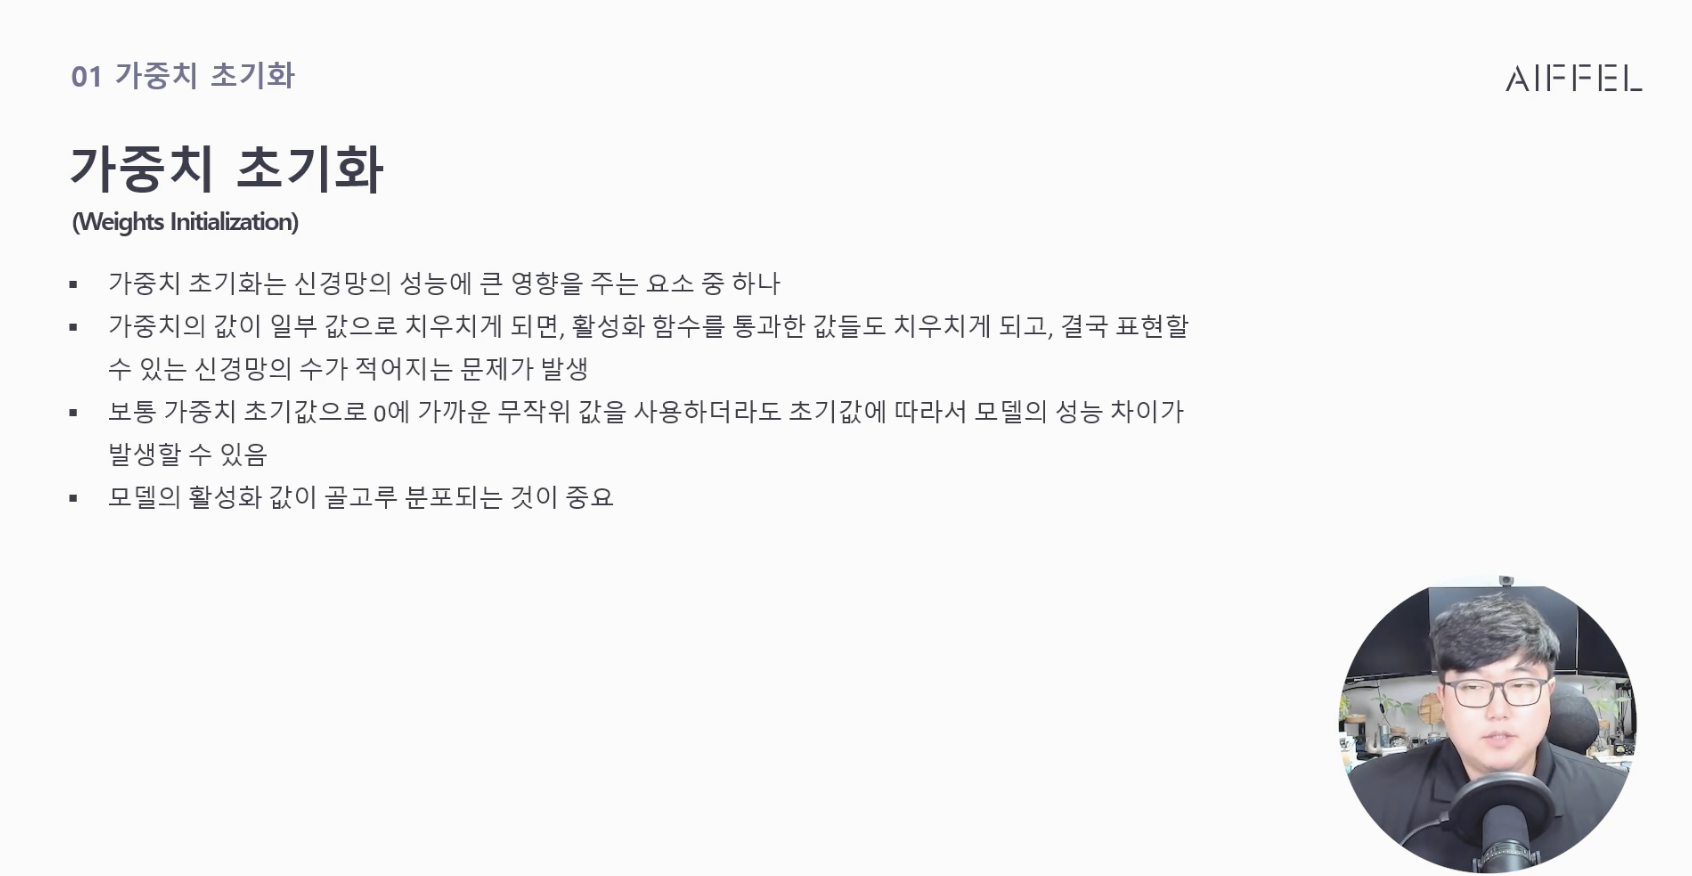 01 가중치 초기화
AIFFEL
가중치 초기화
(Weights Initialization)
▪ 가중치 초기화는 신경망의 성능에 큰 영향을 주는 요소 중 하나
▪ 가중치의 값이 일부 값으로 치우치게 되면, 활성화 함수를 통과한 값들도 치우치게 되고, 결국 표현할
수 있는 신경망의 수가 적어지는 문제가 발생
▪ 보통 가중치 초기값으로 0에 가까운 무작위 값을 사용하더라도 초기값에 따라서 모델의 성능 차이가
발생할 수 있음
▪ 모델의 활성화 값이 골고루 분포되는 것이 중요